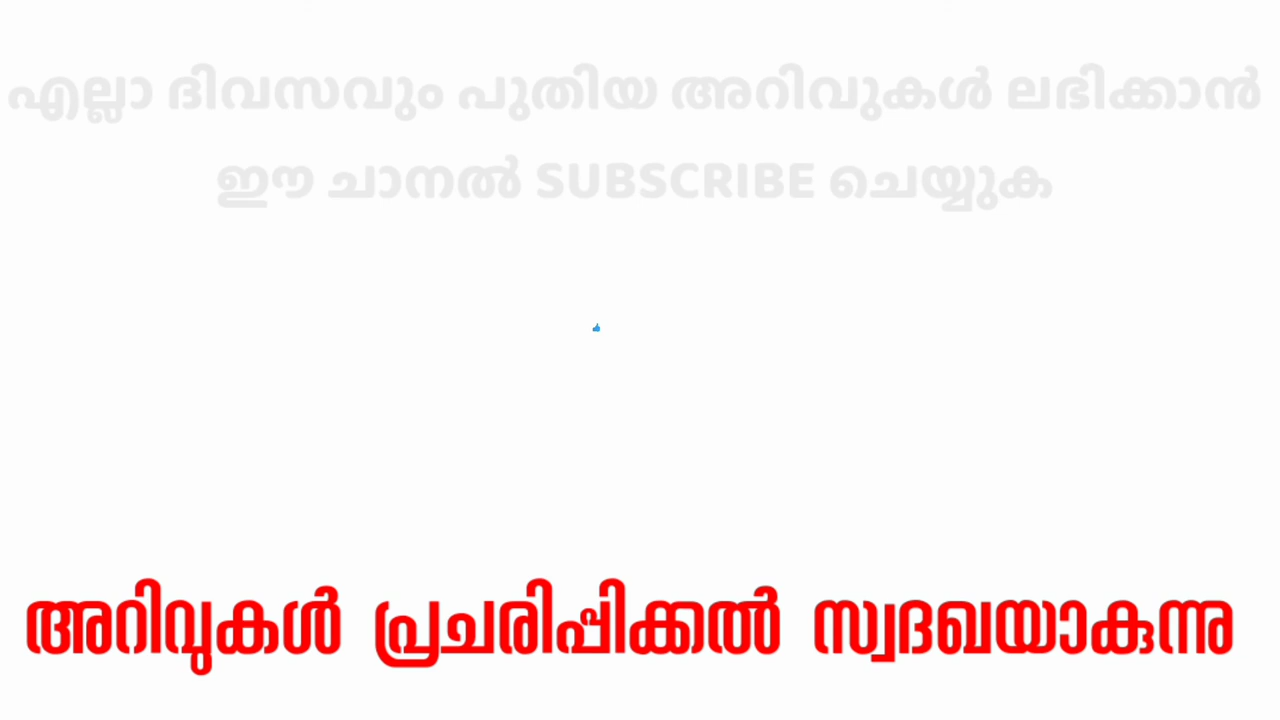 എല്ലാ ദിവസവും പുതിയ അറിവുകൾ ലഭിക്കാൻ
ഈ ചാനൽ SUBSCRIBE ചെയ്യുക
അറിവുകൾ പ്രചരിപ്പിക്കൽ സ്വദഖയാകുന്നു